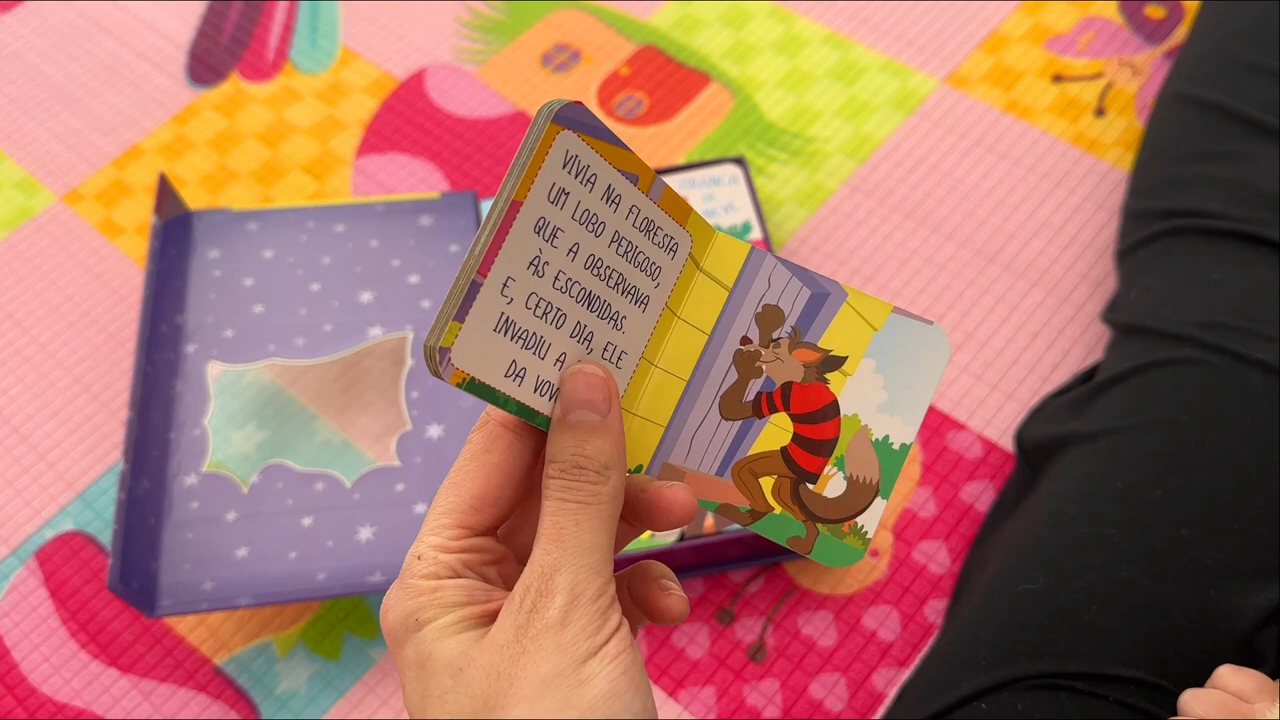 VIVIA NA FLORESTA
UM LOBO PERIGOSO,
QUE A OBSERVAVA
ÀS ESCONDIDAS.
E, CERTO DIA, ELE
INVADIU A
DA